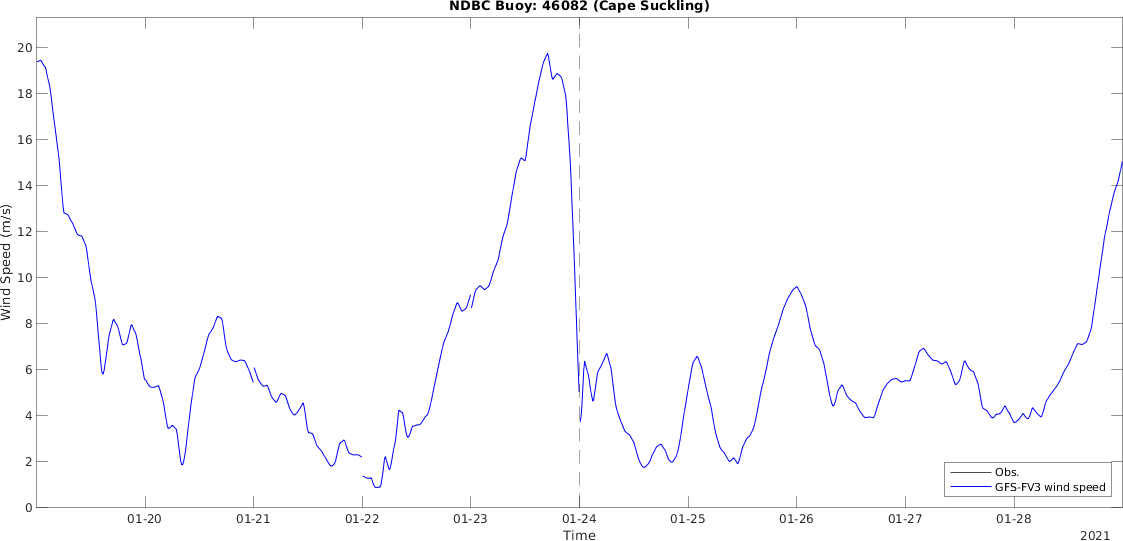 NDBC Buoy: 46082 (Cape Suckling)
Wind Speed (m/s)
20
18
16
14
12
10
8
6
4
2
0
Obs.
GFS-FV3 wind speed
01-20 01-21 01-22 01-23 01-24 01-25 01-26 01-27 01-28
Time
2021